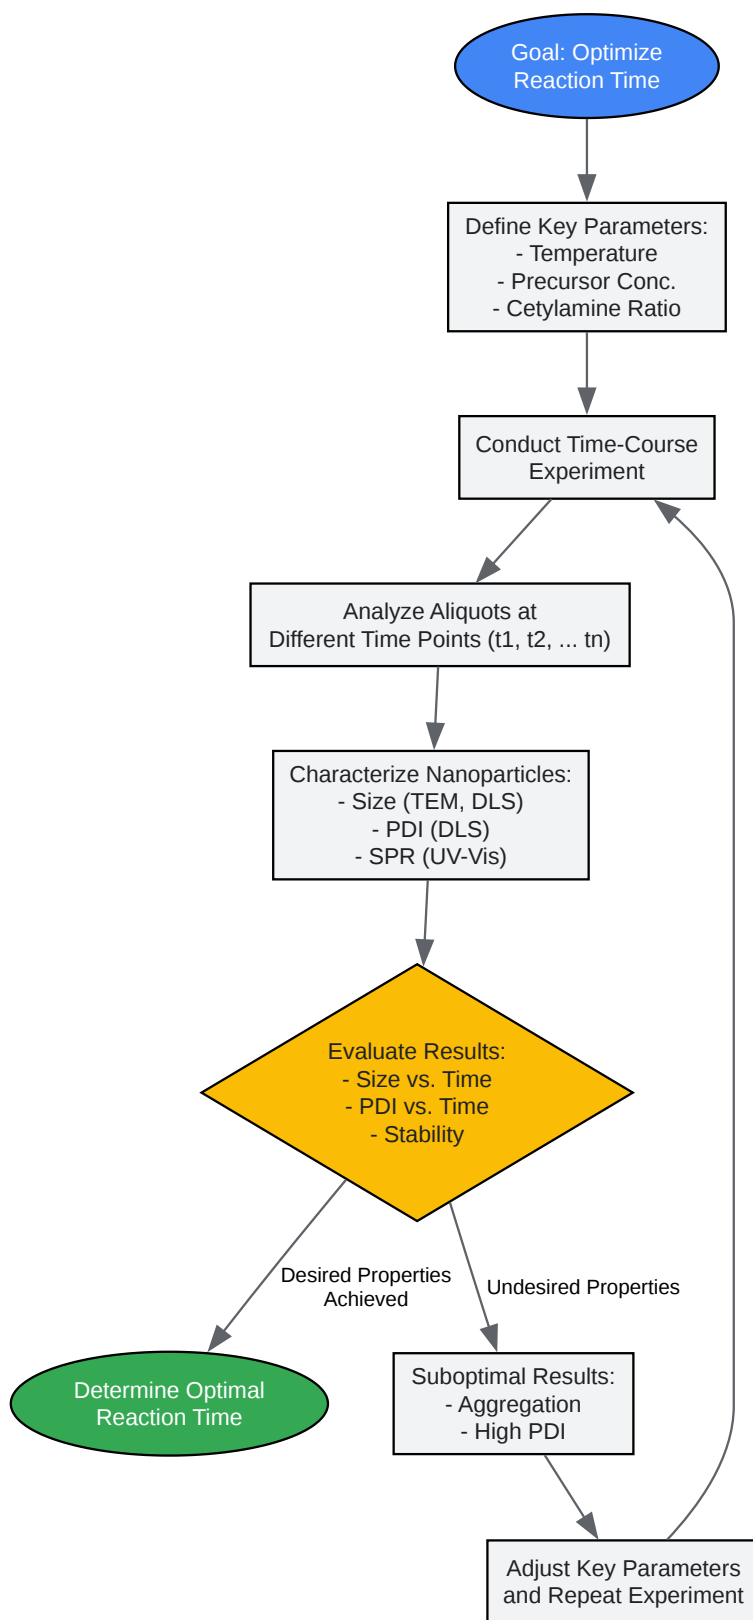 Goal: Optimize
Reaction Time
Define Key Parameters:
- Temperature
- Precursor Conc.
- Cetylamine Ratio
Conduct Time-Course
Experiment
Analyze Aliquots at
Different Time Points (t1, t2, ... tn)
Characterize Nanoparticles:
- Size (TEM, DLS)
- PDI (DLS)
- SPR (UV-Vis)
Evaluate Results:
- Size vs. Time
- PDI vs. Time
- Stability
Desired Properties
Achieved
Undesired Properties
Determine Optimal
Reaction Time
Suboptimal Results:
- Aggregation
- High PDI
Adjust Key Parameters
and Repeat Experiment